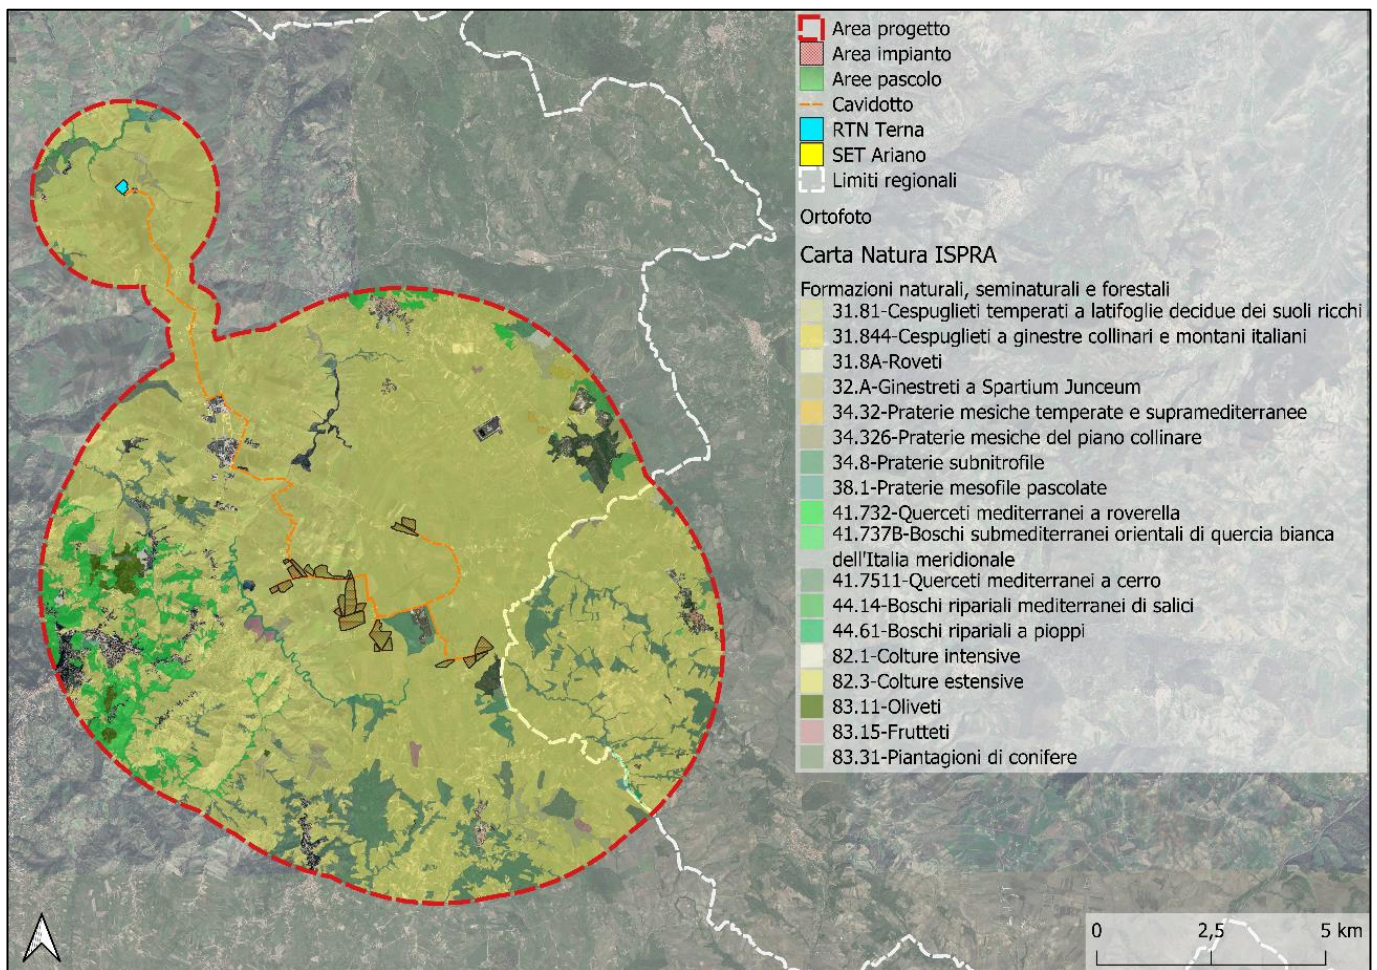 Area progetto
Area impianto
Aree pascolo
Cavidotto
RTN Terna
SET Ariano
Limiti regionali
Ortofoto
Carta Natura ISPRA
Formazioni naturali, seminaturali e forestali
31.81-Cespuglieti temperati a latifoglie decidue dei suoli ricchi
31.844-Cespuglieti a ginestre collinari e montani italiani
31.8A-Roveti
32.A-Ginestreti a Spartium Junceum
34.32-Praterie mesiche temperate e supramediterranee
34.326-Praterie mesiche del piano collinare
34.8-Praterie subnitrofile
38.1-Praterie mesofile pascolate
41.732-Querceti mediterranei a roverella
41.737B-Boschi submediterranei orientali di quercia bianca
dell'Italia meridionale
41.7511-Querceti mediterranei a cerro
44.14-Boschi ripariali mediterranei di salici
44.61-Boschi ripariali a pioppi
82.1-Colture intensive
82.3-Colture estensive
83.11-Oliveti
83.15-Frutteti
83.31-Piantagioni di conifere
0 2,5 5 km